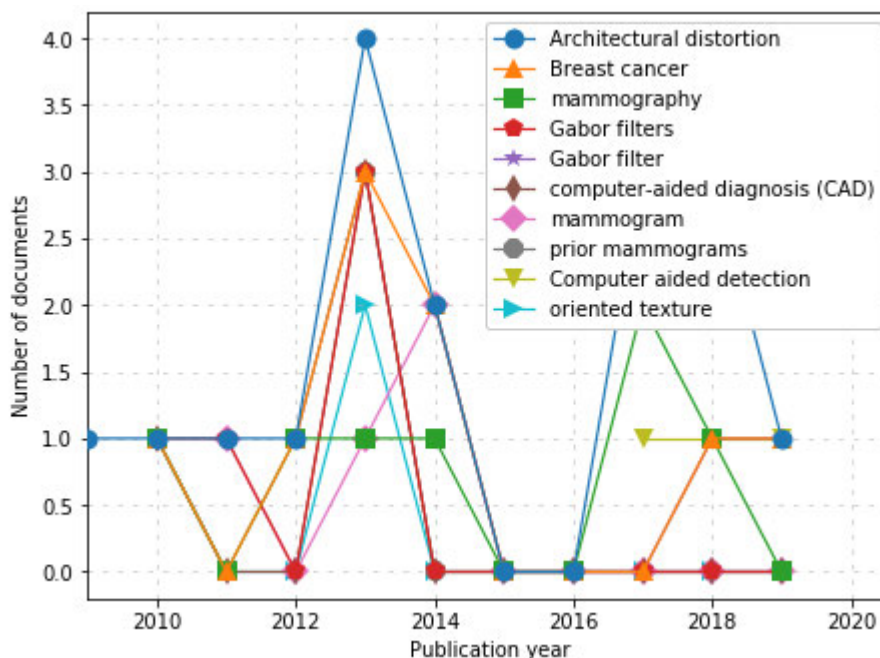 4.0
3.5
3.0
2.5
2.0
1.5
1.0
0.5
0.0
Number of documents
Architectural distortion
Breast cancer
mammography
Gabor filters
Gabor filter
computer-aided diagnosis (CAD)
mammogram
prior mammograms
Computer aided detection
oriented texture
2010 2012 2014 2016 2018 2020
Publication year